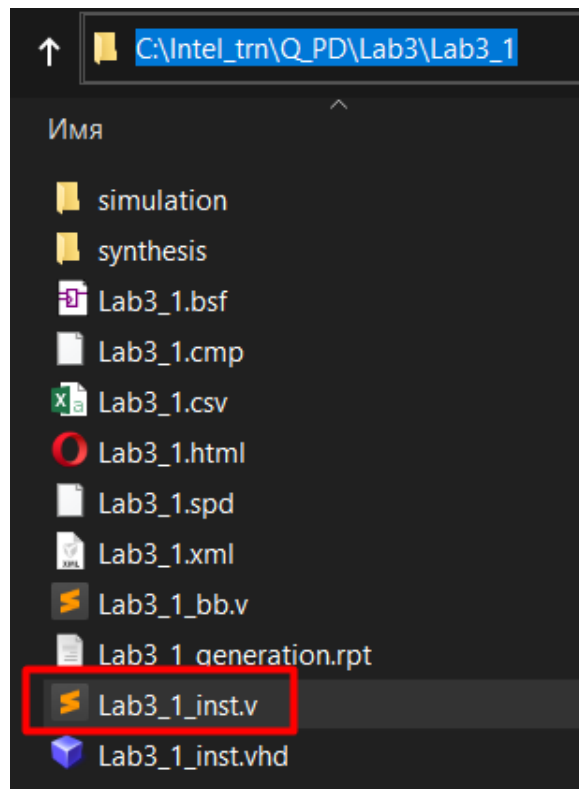 C:\Intel_trn\Q_PD\Lab3\Lab3_1
Имя
simulation
synthesis
Lab3_1.bsf
Lab3_1.cmp
Lab3_1.csv
Lab3_1.html
Lab3_1.spd
Lab3_1.xml
Lab3_1_bb.v
Lab3_1_generation.rpt
Lab3_1_inst.v
Lab3_1_inst.vhd